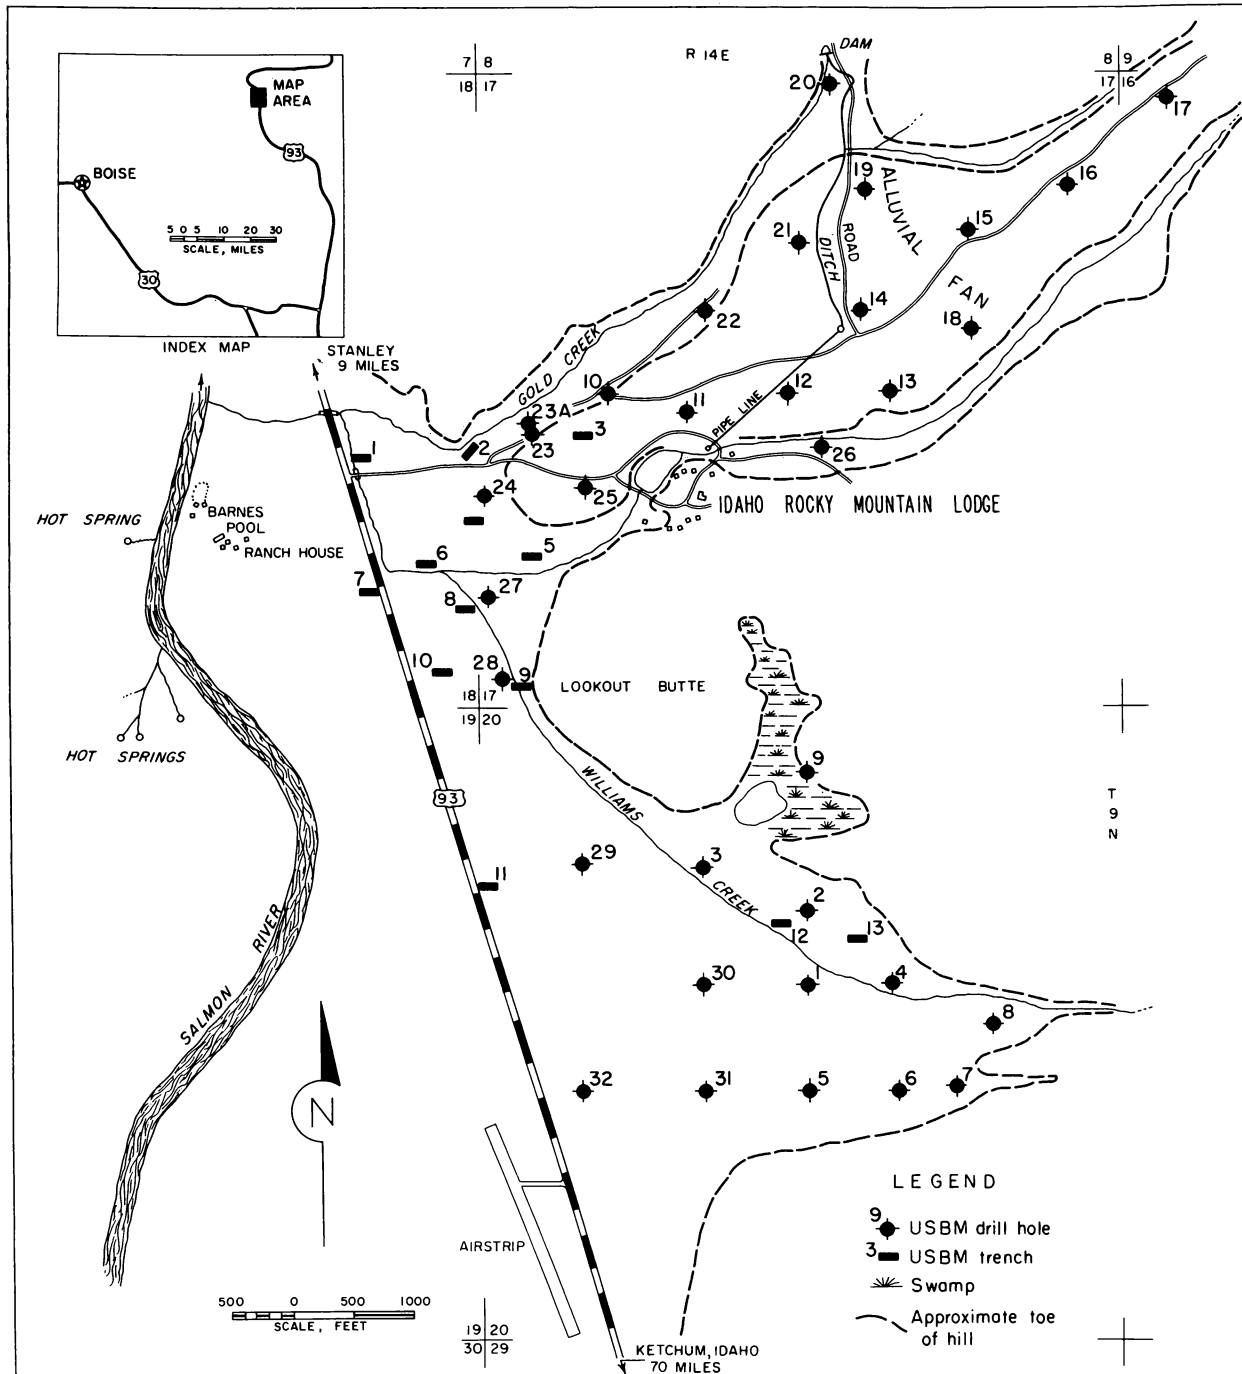 7 8
18 17
R 14E
DAM
8 9
17 16
MAP
AREA
93
BOISE
5 0 5 10 20 30
SCALE, MILES
30
INDEX MAP
STANLEY
9 MILES
20
17
19
ALLUVIAL
FAN
16
15
21
DITCH
ROAD
14
18
22
GOLD CREEK
10
23A
23
3
11
12
13
PIPE LINE
26
1
2
24
25
IDAHO ROCKY MOUNTAIN LODGE
HOT SPRING
BARNES
POOL
RANCH HOUSE
6
5
7
8
27
10
28
9
18 17
19 20
LOOKOUT BUTTE
HOT SPRINGS
93
WILLIAMS
CREEK
9
T
9
N
29
3
11
2
12
13
SALMON
RIVER
30
1
4
8
32
31
5
6
7
N
AIRSTRIP
LEGEND
9 USBM drill hole
3 USBM trench
Swamp
Approximate toe
of hill
500 0 500 1000
SCALE, FEET
19 20
30 29
KETCHUM, IDAHO
70 MILES